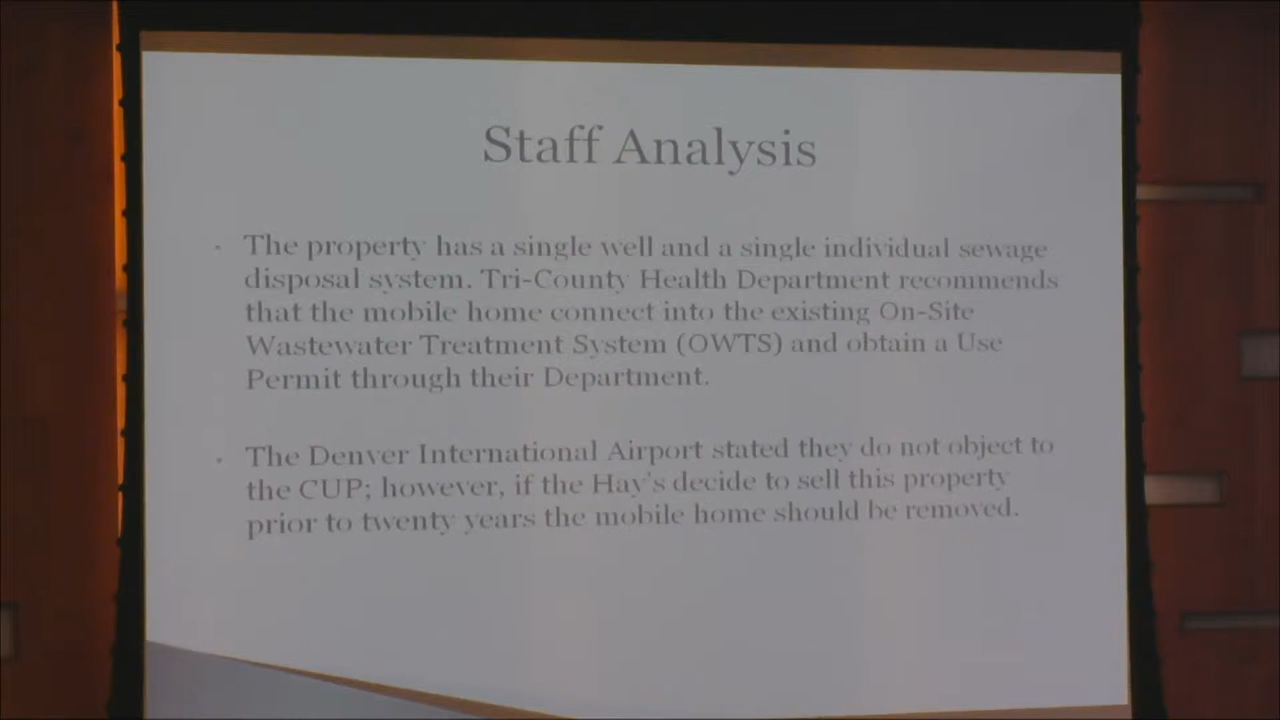 Staff Analysis
· The property has a single well and a single individual sewage
disposal system. Tri-County Health Department recommends
that the mobile home connect into the existing On-Site
Wastewater Treatment System (OWTS) and obtain a Use
Permit through their Department.
· The Denver International Airport stated they do not object to
the CUP; however, if the Hay's decide to sell this property
prior to twenty years the mobile home should be removed.